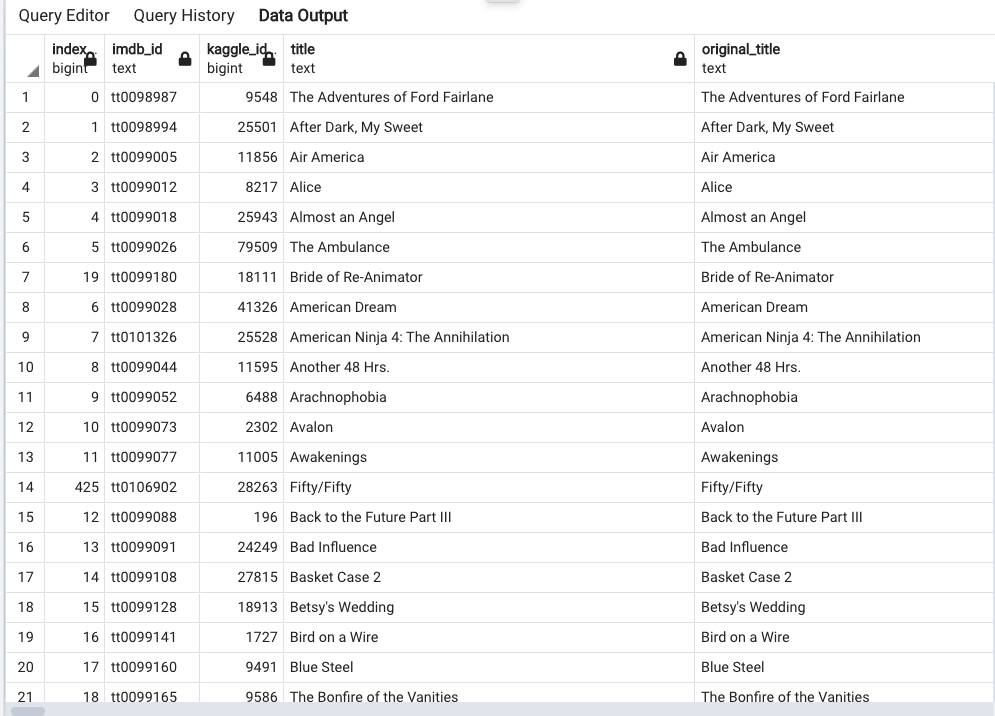 Query Editor Query History Data Output
index imdb_id kaggle_id title original_title
bigint text bigint text text
1 0 tt0098987 9548 The Adventures of Ford Fairlane The Adventures of Ford Fairlane
2 1 tt0098994 25501 After Dark, My Sweet After Dark, My Sweet
3 2 tt0099005 11856 Air America Air America
4 3 tt0099012 8217 Alice Alice
5 4 tt0099018 25943 Almost an Angel Almost an Angel
6 5 tt0099026 79509 The Ambulance The Ambulance
7 19 tt0099180 18111 Bride of Re-Animator Bride of Re-Animator
8 6 tt0099028 41326 American Dream American Dream
9 7 tt0101326 25528 American Ninja 4: The Annihilation American Ninja 4: The Annihilation
10 8 tt0099044 11595 Another 48 Hrs. Another 48 Hrs.
11 9 tt0099052 6488 Arachnophobia Arachnophobia
12 10 tt0099073 2302 Avalon Avalon
13 11 tt0099077 11005 Awakenings Awakenings
14 425 tt0106902 28263 Fifty/Fifty Fifty/Fifty
15 12 tt0099088 196 Back to the Future Part III Back to the Future Part III
16 13 tt0099091 24249 Bad Influence Bad Influence
17 14 tt0099108 27815 Basket Case 2 Basket Case 2
18 15 tt0099128 18913 Betsy's Wedding Betsy's Wedding
19 16 tt0099141 1727 Bird on a Wire Bird on a Wire
20 17 tt0099160 9491 Blue Steel Blue Steel
21 18 tt0099165 9586 The Bonfire of the Vanities The Bonfire of the Vanities